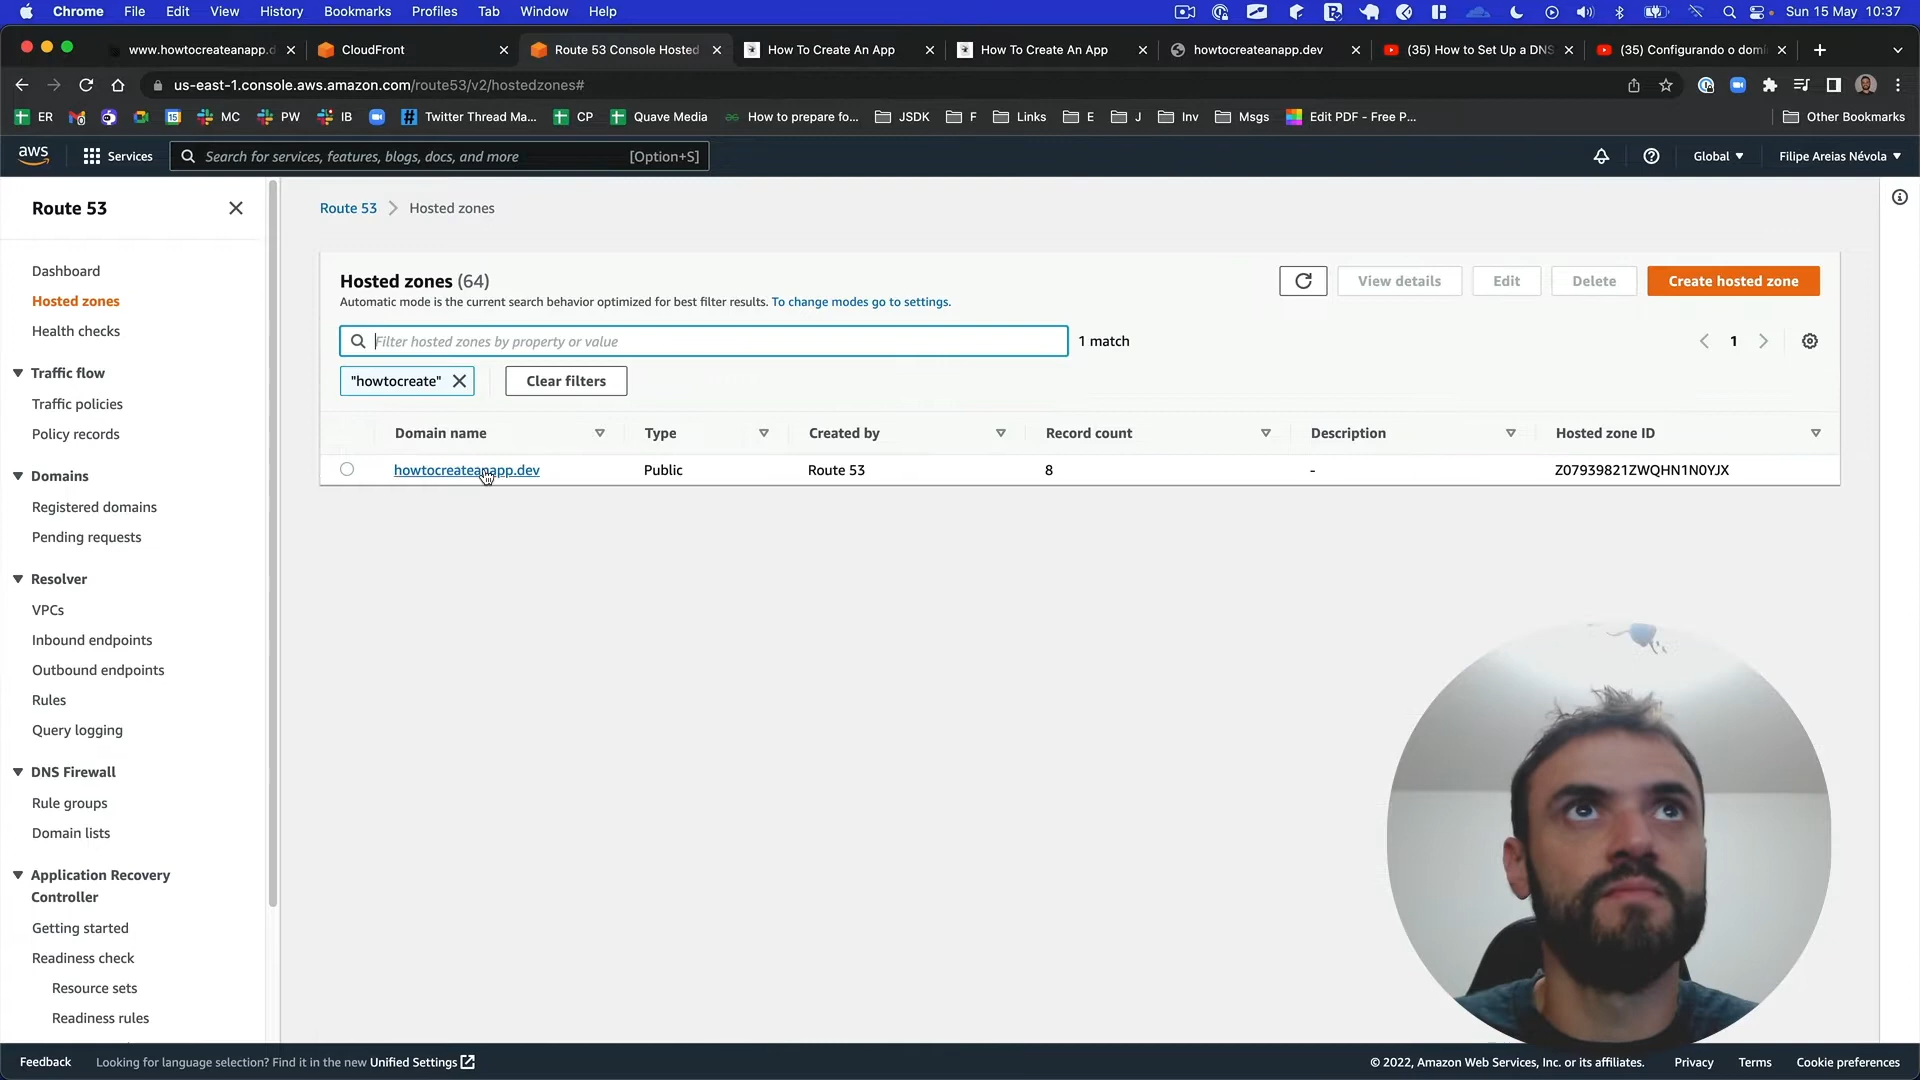 Chrome File Edit View History Bookmarks Profiles Tab Window Help Sun 15 May 10:37
www.howtocreateanapp.d CloudFront Route 53 Console Hosted How To Create An App How To Create An App howtocreateanapp.dev (35) How to Set Up a DNS (35) Configurando o domí
us-east-1.console.aws.amazon.com/route53/v2/hostedzones#
ER 15 MC PW IB Twitter Thread Ma... CP Quave Media How to prepare fo... JSDK F Links E J Inv Msgs Edit PDF - Free P... Other Bookmarks
aws Services Search for services, features, blogs, docs, and more [Option+S] Global Filipe Areias Névola
Route 53
Dashboard
Hosted zones
Health checks
Traffic flow
Traffic policies
Policy records
Domains
Registered domains
Pending requests
Resolver
VPCs
Inbound endpoints
Outbound endpoints
Rules
Query logging
DNS Firewall
Rule groups
Domain lists
Application Recovery
Controller
Getting started
Readiness check
Resource sets
Readiness rules
Route 53 Hosted zones
Hosted zones (64)
View details Edit Delete Create hosted zone
Automatic mode is the current search behavior optimized for best filter results. To change modes go to settings.
Filter hosted zones by property or value 1 match 1
"howtocreate" Clear filters
Domain name Type Created by Record count Description Hosted zone ID
howtocreateanapp.dev Public Route 53 8 - Z07939821ZWQHN1N0YJX
Feedback Looking for language selection? Find it in the new Unified Settings © 2022, Amazon Web Services, Inc. or its affiliates. Privacy Terms Cookie preferences